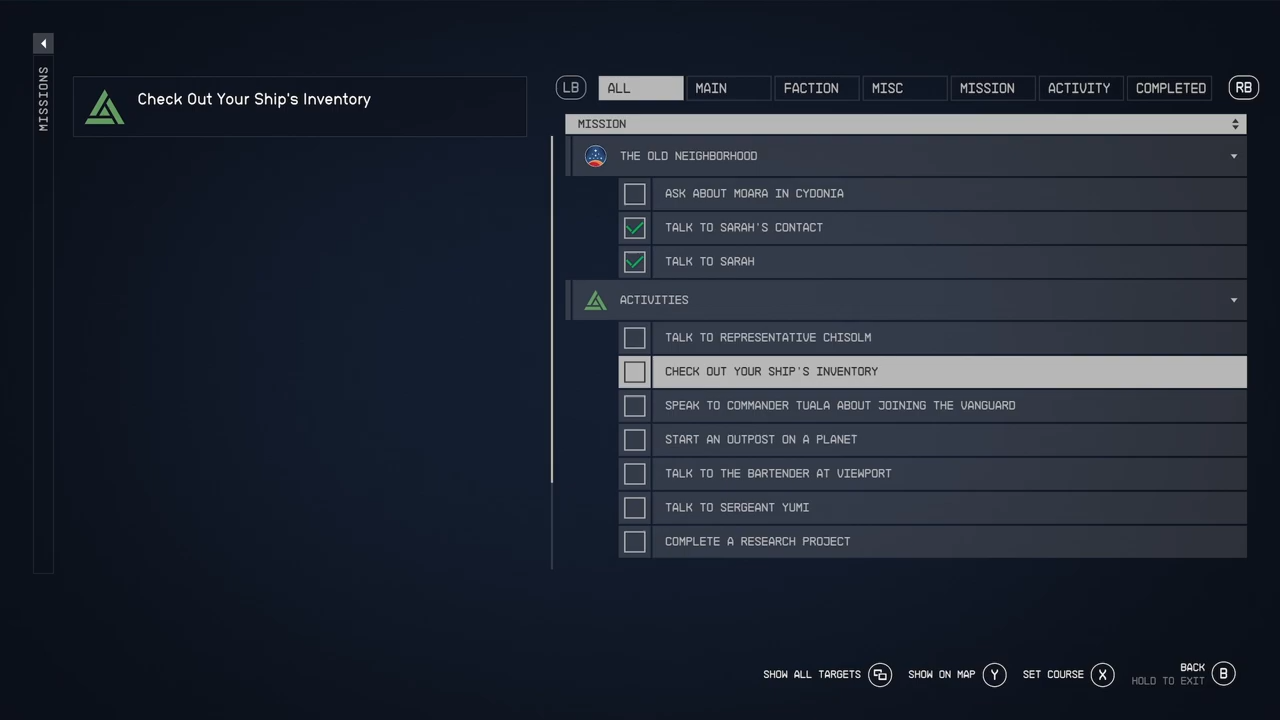 MISSIONS
Check Out Your Ship's Inventory
LB ALL MAIN FACTION MISC MISSION ACTIVITY COMPLETED RB
MISSION
THE OLD NEIGHBORHOOD
ASK ABOUT MOARA IN CYDONIA
TALK TO SARAH'S CONTACT
TALK TO SARAH
ACTIVITIES
TALK TO REPRESENTATIVE CHISOLM
CHECK OUT YOUR SHIP'S INVENTORY
SPEAK TO COMMANDER TUALA ABOUT JOINING THE VANGUARD
START AN OUTPOST ON A PLANET
TALK TO THE BARTENDER AT VIEWPORT
TALK TO SERGEANT YUMI
COMPLETE A RESEARCH PROJECT
SHOW ALL TARGETS SHOW ON MAP Y SET COURSE X BACK B
HOLD TO EXIT